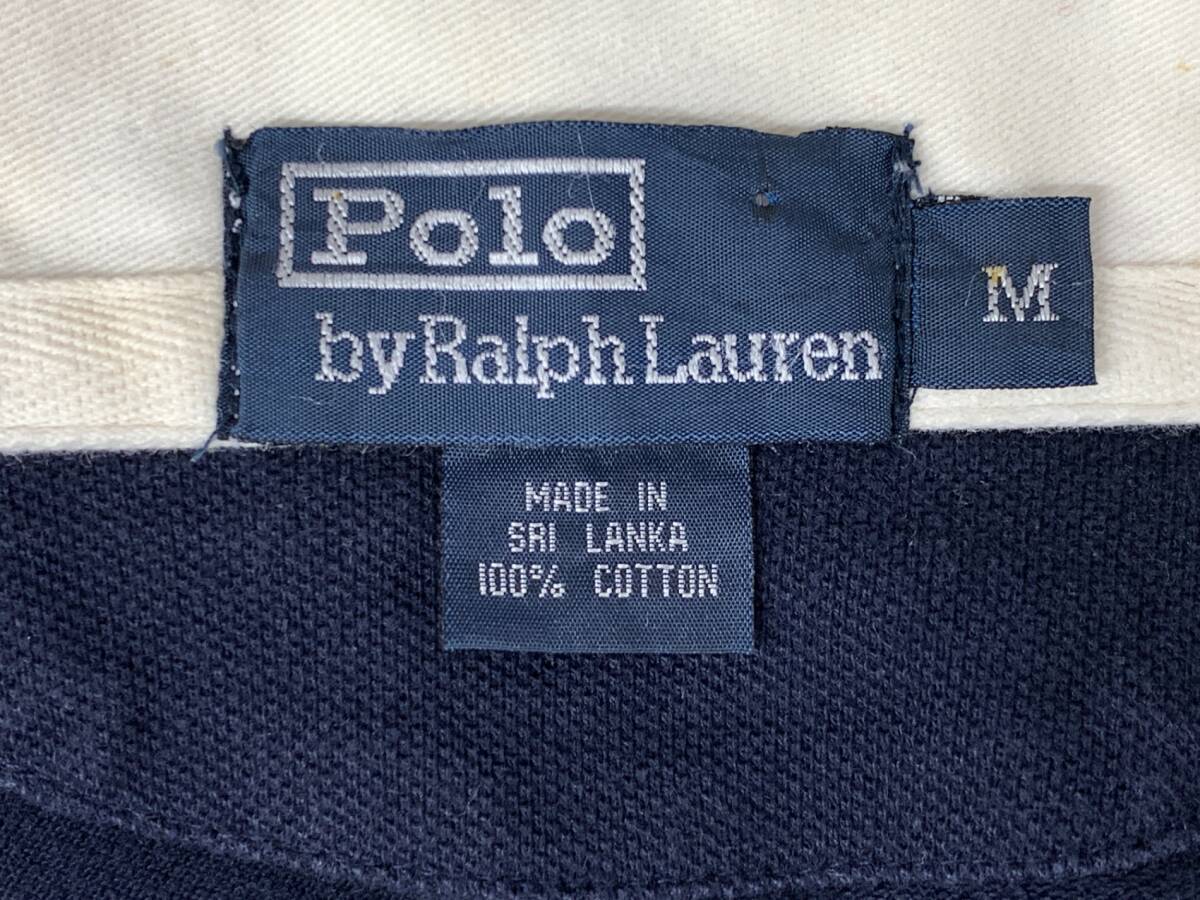 Polo
by Ralph Lauren
M
MADE IN
SRI LANKA
100% COTTON